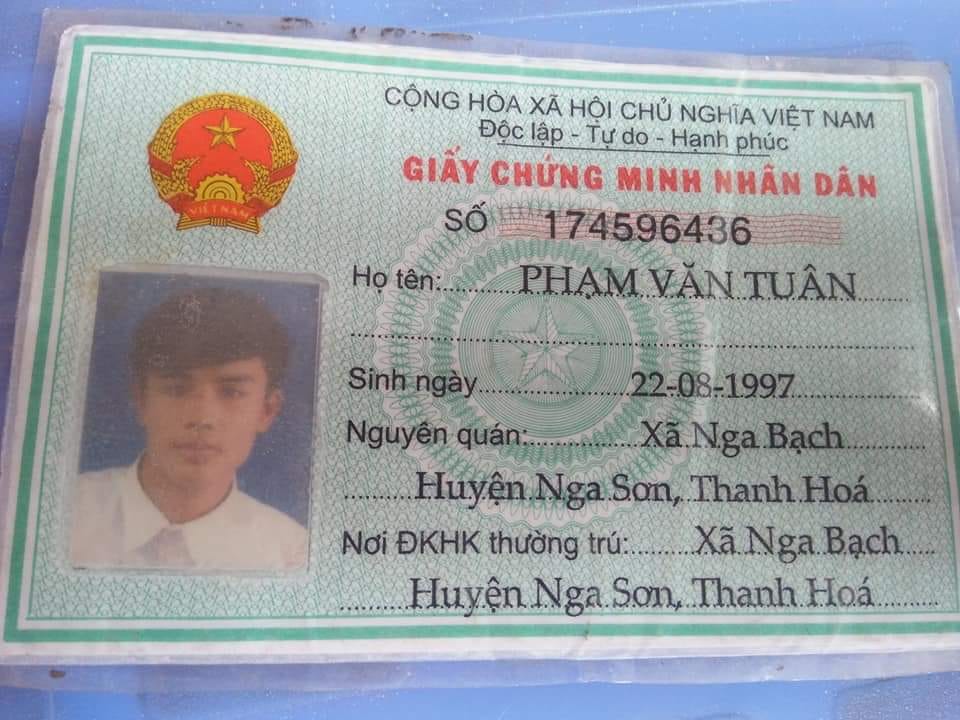 CỘNG HÒA XÃ HỘI CHỦ NGHĨA VIỆT NAM
Độc lập - Tự do - Hạnh phúc
GIẤY CHỨNG MINH NHÂN DÂN
SỐ 174596436
VIỆT NAM
Họ tên: PHẠM VĂN TUÂN
Sinh ngày 22-08-1997
Nguyên quán: Xã Nga Bạch
Huyện Nga Sơn, Thanh Hoá
Nơi ĐKHK thường trú: Xã Nga Bạch
Huyện Nga Sơn, Thanh Hoá